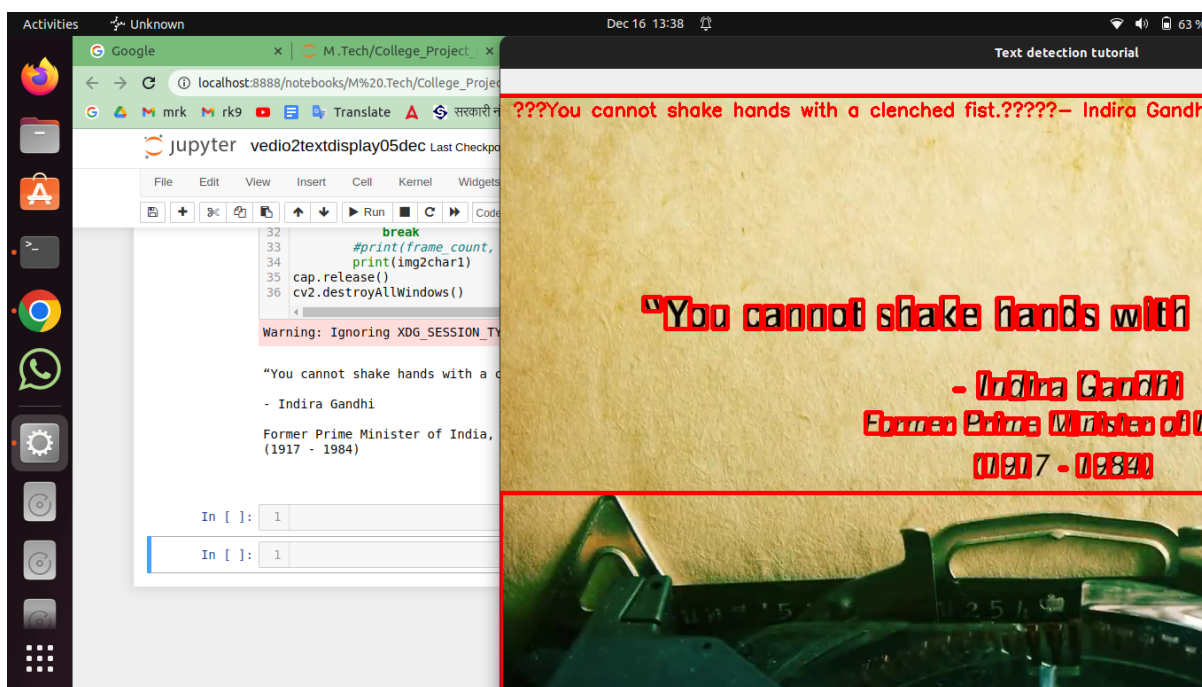 Activities
Unknown
Dec 16 13:38
63 %
Google
M.Tech/College_Project_
localhost:8888/notebooks/M%20.Tech/College_Projec
mrk
rk9
Translate
सरकारी
jupyter vedio2textdisplay05dec Last Checkpo
File Edit View Insert Cell Kernel Widgets
Run
Code
32 break
33 #print(frame_count,
34 print(img2char1)
35 cap.release()
36 cv2.destroyAllWindows()
Warning: Ignoring XDG_SESSION_TY
“You cannot shake hands with a c
- Indira Gandhi
Former Prime Minister of India,
(1917 - 1984)
In [ ]: 1
In [ ]: 1
Text detection tutorial
???You cannot shake hands with a clenched fist.?????— Indira Gandh
“You cannot shake hands with
- Indira Gandhi
Former Prime Minister of I
(1917 - 1984)